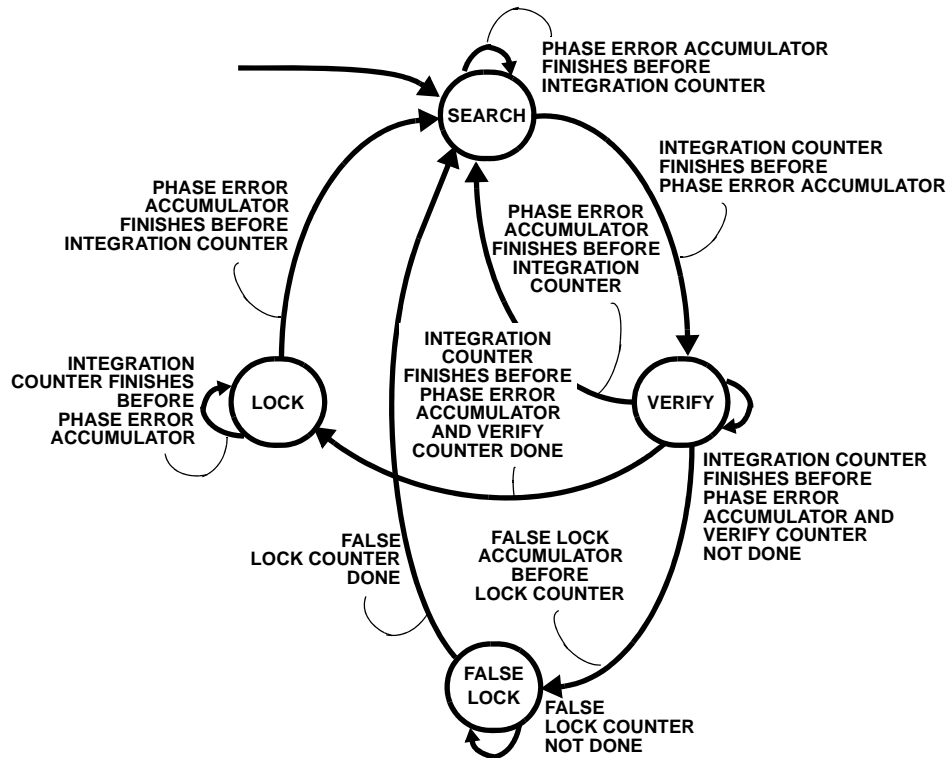 PHASE ERROR ACCUMULATOR
FINISHES BEFORE
INTEGRATION COUNTER
SEARCH
INTEGRATION COUNTER
FINISHES BEFORE
PHASE ERROR ACCUMULATOR
PHASE ERROR
ACCUMULATOR
FINISHES BEFORE
INTEGRATION COUNTER
PHASE ERROR
ACCUMULATOR
FINISHES BEFORE
INTEGRATION
COUNTER
INTEGRATION
COUNTER FINISHES
BEFORE
PHASE ERROR
ACCUMULATOR
LOCK
INTEGRATION
COUNTER
FINISHES BEFORE
PHASE ERROR
ACCUMULATOR
AND VERIFY
COUNTER DONE
VERIFY
INTEGRATION COUNTER
FINISHES BEFORE
PHASE ERROR
ACCUMULATOR AND
VERIFY COUNTER
NOT DONE
FALSE
LOCK COUNTER
DONE
FALSE LOCK
ACCUMULATOR
BEFORE
LOCK COUNTER
FALSE
LOCK
FALSE
LOCK COUNTER
NOT DONE